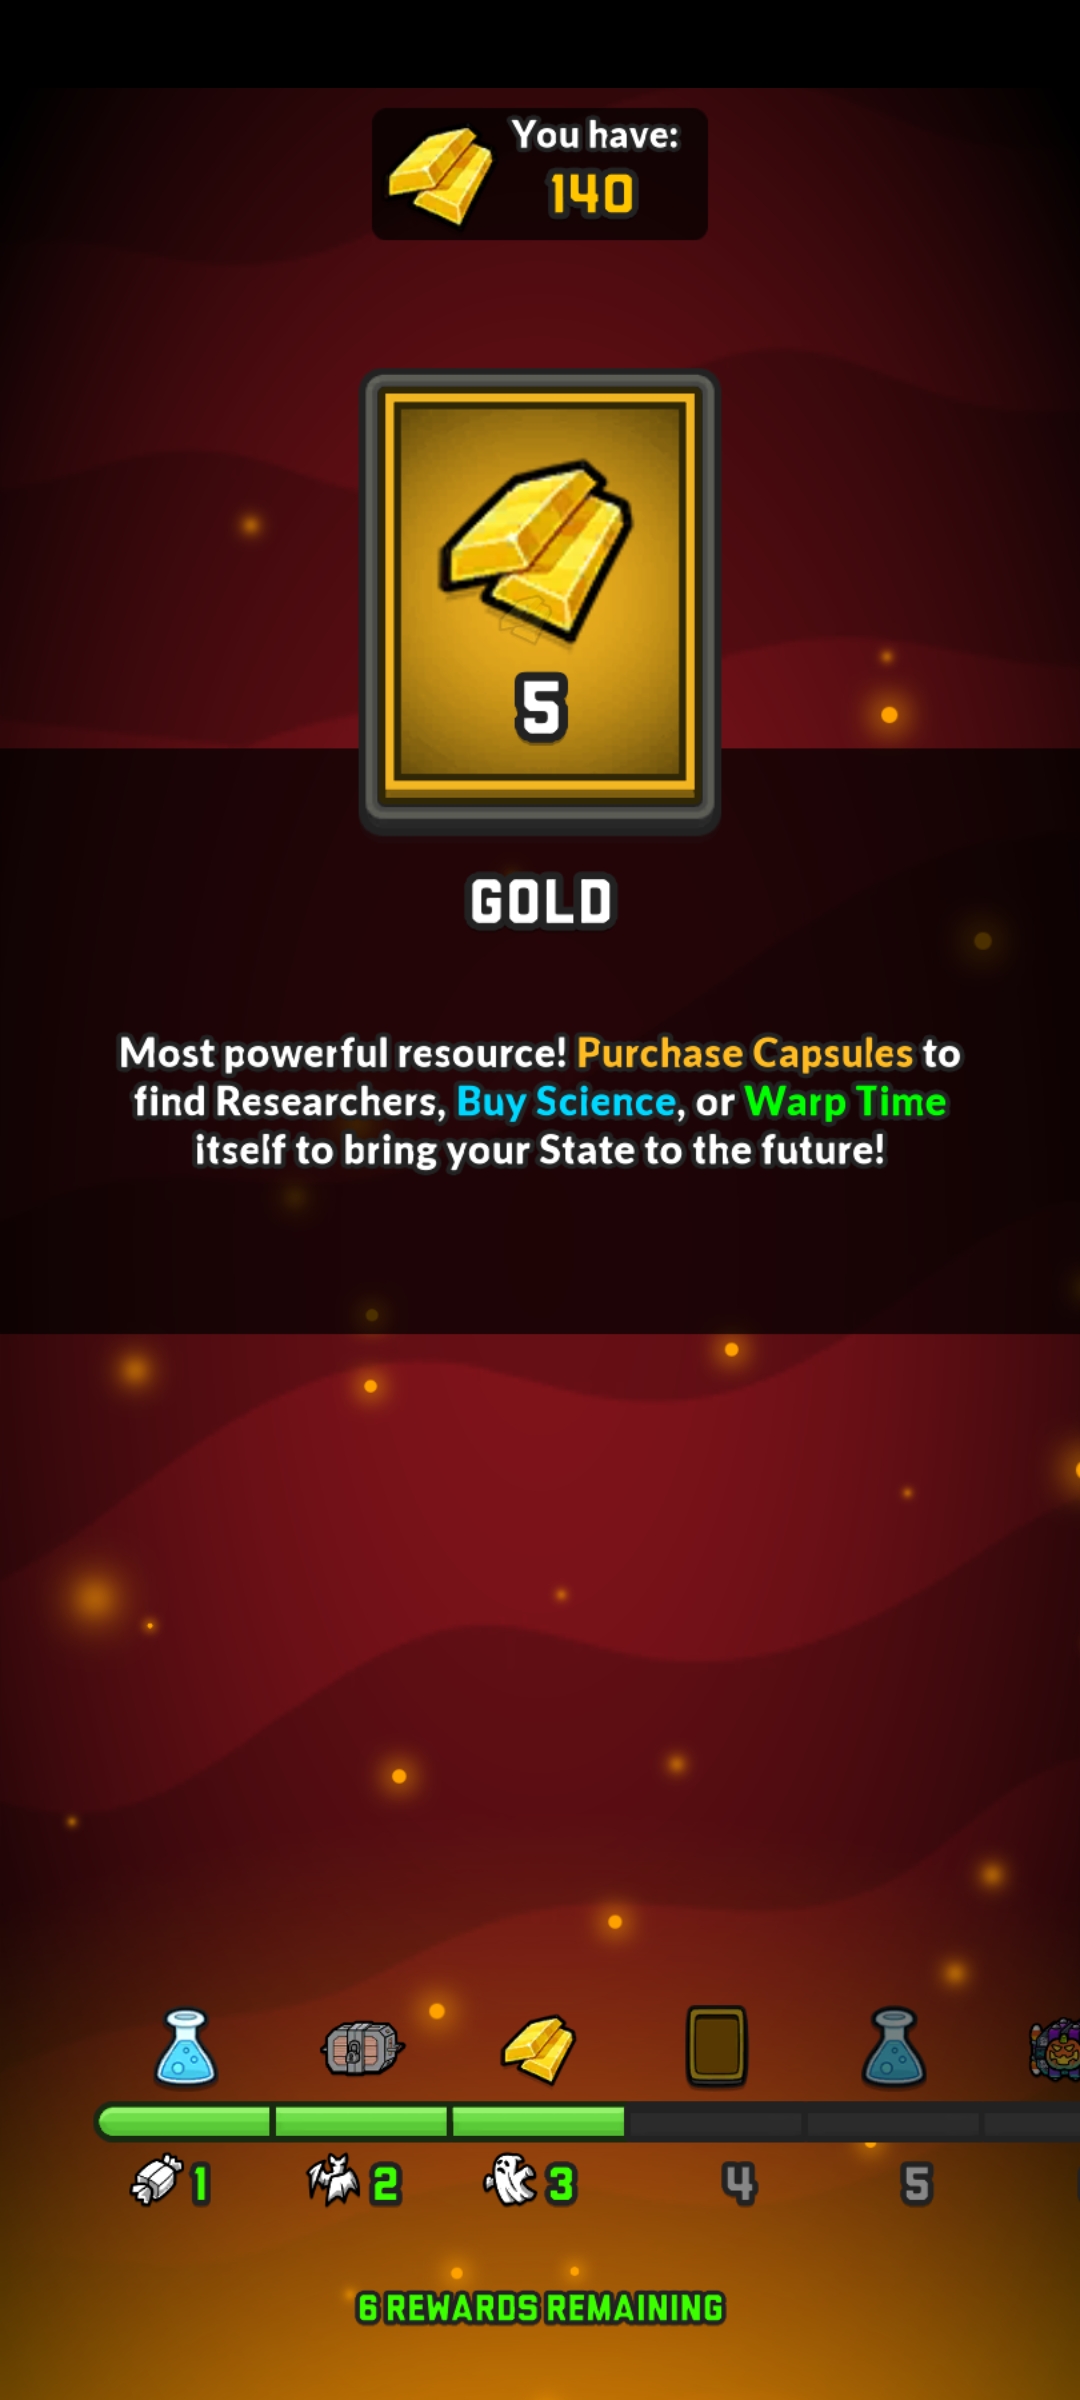 You have:
140
5
GOLD
Most powerful resource! Purchase Capsules to
find Researchers, Buy Science, or Warp Time
itself to bring your State to the future!
1 2 3 4 5
6 REWARDS REMAINING